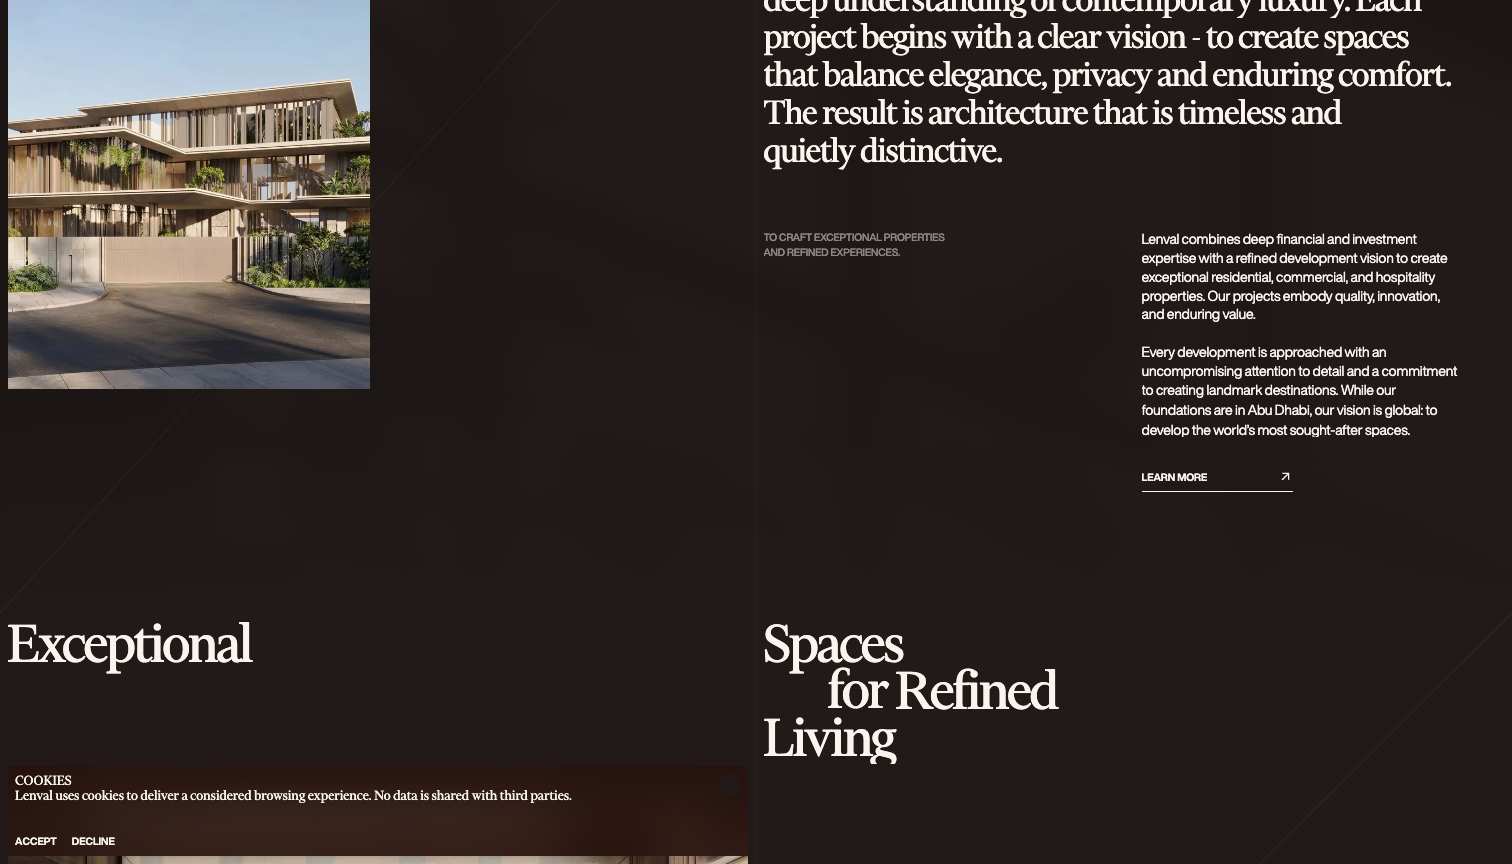 deep understanding of contemporary luxury. Each
project begins with a clear vision - to create spaces
that balance elegance, privacy and enduring comfort.
The result is architecture that is timeless and
quietly distinctive.
TO CRAFT EXCEPTIONAL PROPERTIES
AND REFINED EXPERIENCES.
Lenval combines deep financial and investment
expertise with a refined development vision to create
exceptional residential, commercial, and hospitality
properties. Our projects embody quality, innovation,
and enduring value.
Every development is approached with an
uncompromising attention to detail and a commitment
to creating landmark destinations. While our
foundations are in Abu Dhabi, our vision is global: to
develop the world's most sought-after spaces.
LEARN MORE
Exceptional
Spaces
for Refined
Living
COOKIES
Lenval uses cookies to deliver a considered browsing experience. No data is shared with third parties.
ACCEPT DECLINE